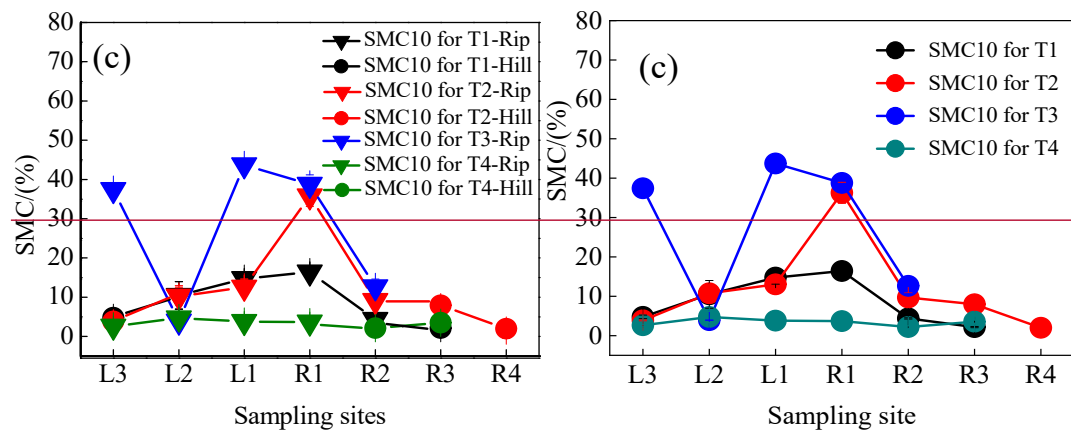 80
70
60
50
40
30
20
10
0
SMC/(%)
(c)
SMC10 for T1-Rip
SMC10 for T1-Hill
SMC10 for T2-Rip
SMC10 for T2-Hill
SMC10 for T3-Rip
SMC10 for T4-Rip
SMC10 for T4-Hill
L3 L2 L1 R1 R2 R3 R4
Sampling sites
80
70
60
50
40
30
20
10
0
SMC/(%)
(c)
SMC10 for T1
SMC10 for T2
SMC10 for T3
SMC10 for T4
L3 L2 L1 R1 R2 R3 R4
Sampling site